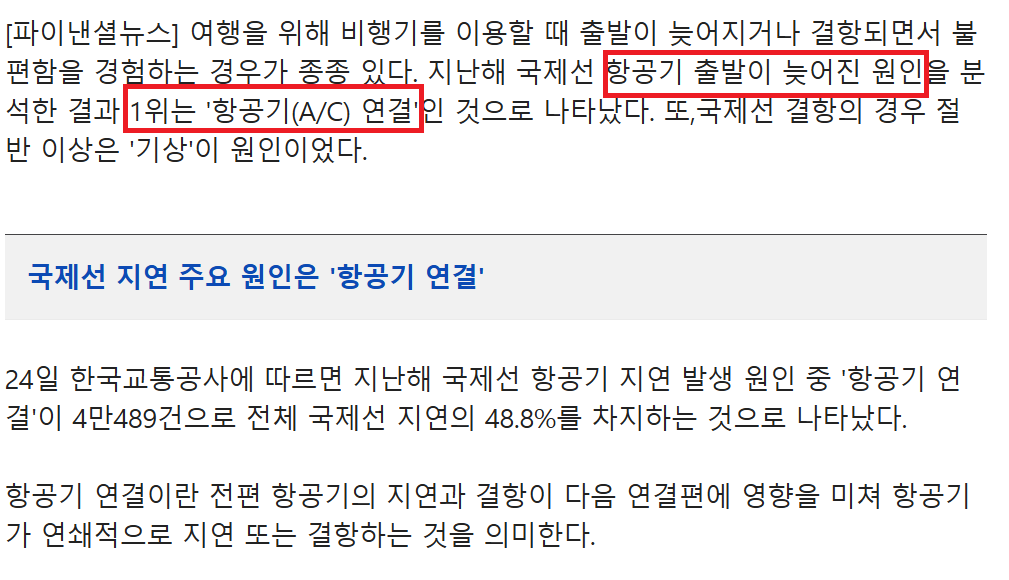 [파이낸셜뉴스] 여행을 위해 비행기를 이용할 때 출발이 늦어지거나 결항되면서 불
편함을 경험하는 경우가 종종 있다. 지난해 국제선 항공기 출발이 늦어진 원인을 분
석한 결과 1위는 '항공기(A/C) 연결'인 것으로 나타났다. 또,국제선 결항의 경우 절
반 이상은 '기상'이 원인이었다.
국제선 지연 주요 원인은 '항공기 연결'
24일 한국교통공사에 따르면 지난해 국제선 항공기 지연 발생 원인 중 '항공기 연
결'이 4만489건으로 전체 국제선 지연의 48.8%를 차지하는 것으로 나타났다.
항공기 연결이란 전편 항공기의 지연과 결항이 다음 연결편에 영향을 미쳐 항공기
가 연쇄적으로 지연 또는 결항하는 것을 의미한다.